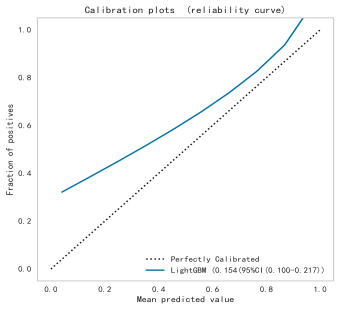 Calibration plots (reliability curve)
Fraction of positives
1.0
0.8
0.6
0.4
0.2
0.0
0.0 0.2 0.4 0.6 0.8 1.0
Mean predicted value
Perfectly Calibrated
LightGBM (0.154(95%CI(0.100-0.217))